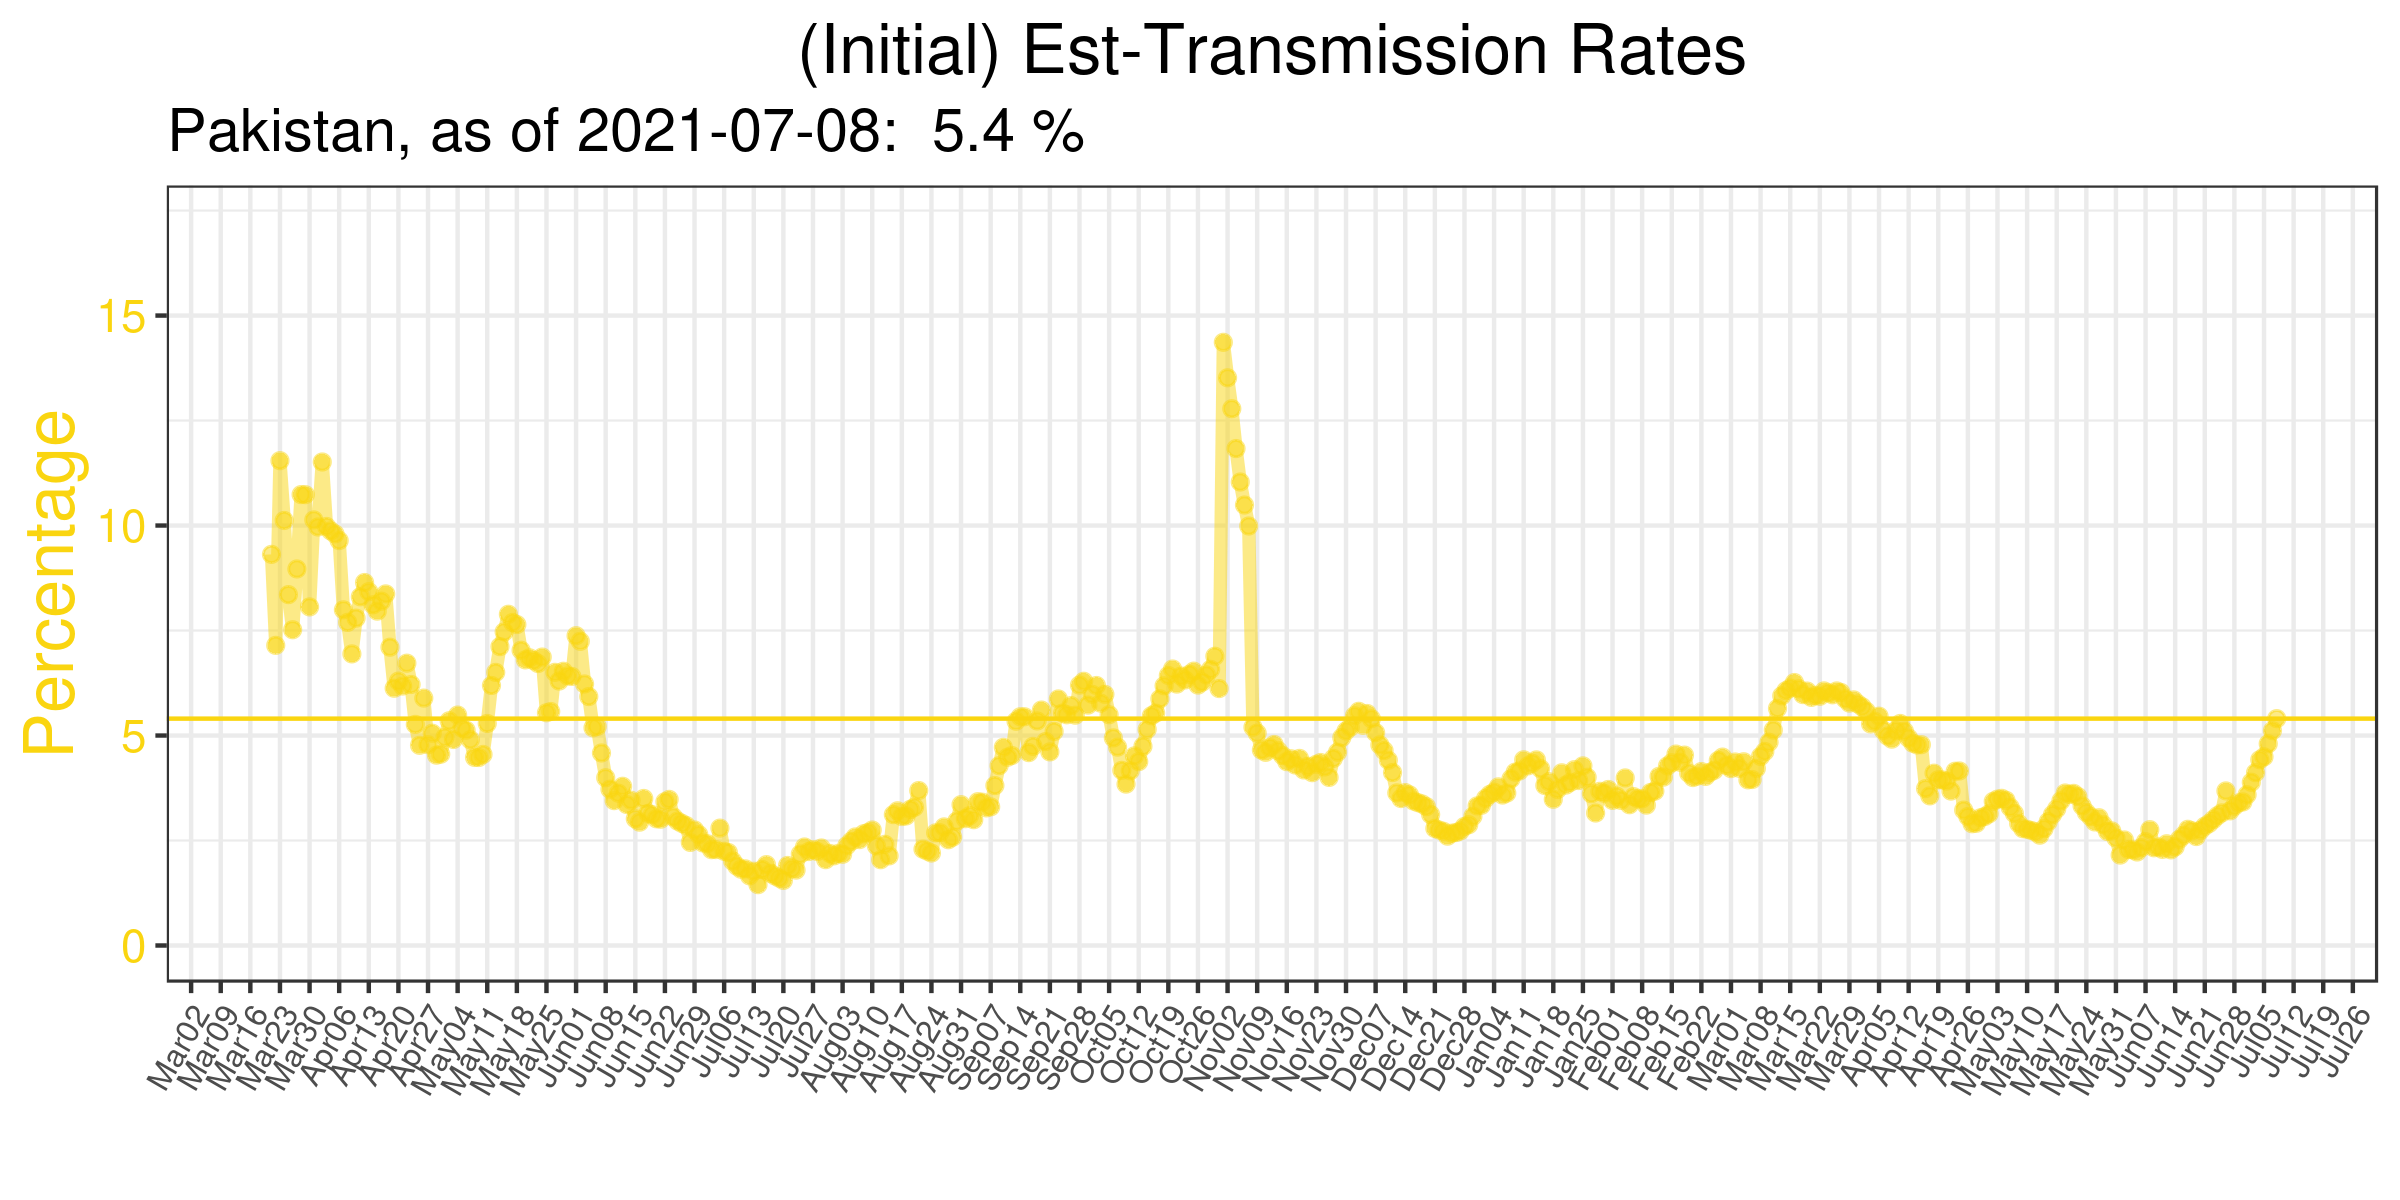 (Initial) Est-Transmission Rates
Pakistan, as of 2021-07-08:  5.4 %
Percentage
15
10
5
0
Mar02
Mar09
Mar16
Mar23
Mar30
Apr06
Apr13
Apr20
Apr27
May04
May11
May18
May25
Jun01
Jun08
Jun15
Jun22
Jun29
Jul06
Jul13
Jul20
Jul27
Aug03
Aug10
Aug17
Aug24
Aug31
Sep07
Sep14
Sep21
Sep28
Oct05
Oct12
Oct19
Oct26
Nov02
Nov09
Nov16
Nov23
Nov30
Dec07
Dec14
Dec21
Dec28
Jan04
Jan11
Jan18
Jan25
Feb01
Feb08
Feb15
Feb22
Mar01
Mar08
Mar15
Mar22
Mar29
Apr05
Apr12
Apr19
Apr26
May03
May10
May17
May24
May31
Jun07
Jun14
Jun21
Jun28
Jul05
Jul12
Jul19
Jul26